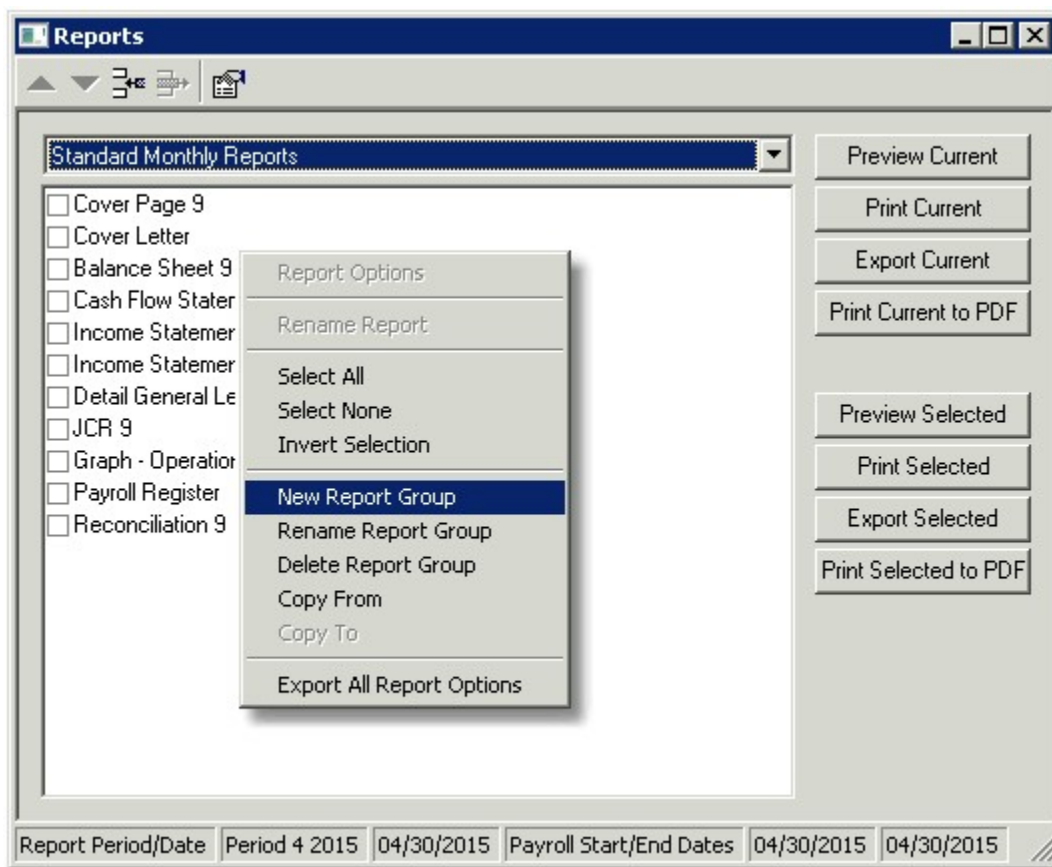 Reports
Standard Monthly Reports
Cover Page 9
Cover Letter
Balance Sheet 9
Cash Flow Stater
Income Statemer
Income Statemer
Detail General Le
JCR 9
Graph - Operation
Payroll Register
Reconciliation 9
Report Options
Rename Report
Select All
Select None
Invert Selection
New Report Group
Rename Report Group
Delete Report Group
Copy From
Copy To
Export All Report Options
Preview Current
Print Current
Export Current
Print Current to PDF
Preview Selected
Print Selected
Export Selected
Print Selected to PDF
Report Period/Date Period 4 2015 04/30/2015 Payroll Start/End Dates 04/30/2015 04/30/2015